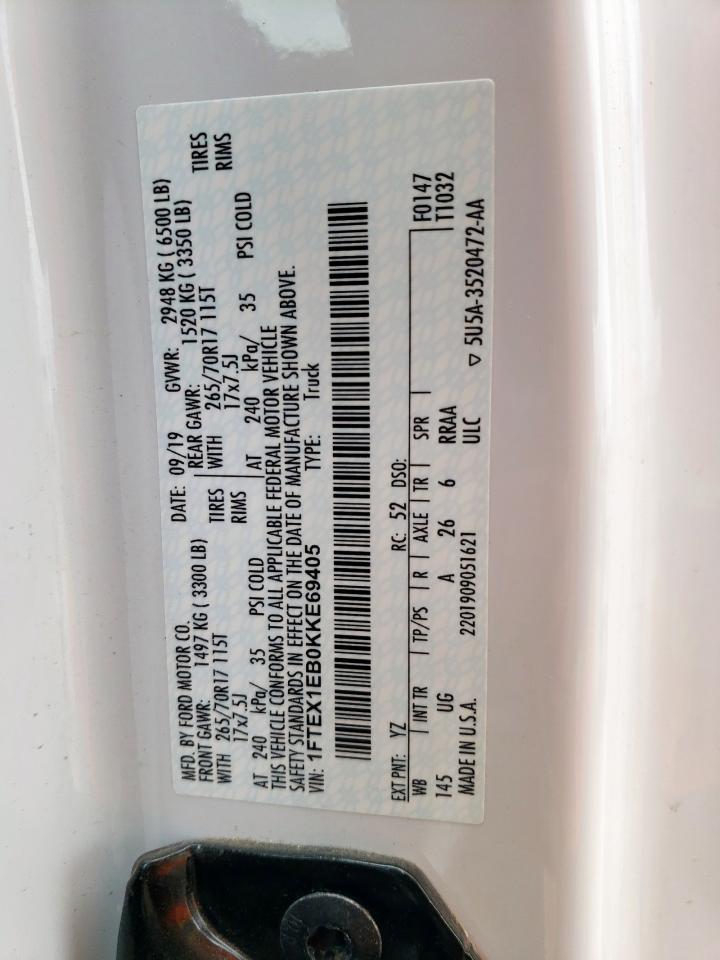 MFD. BY FORD MOTOR CO.
DATE: 09/19 GVWR: 2948 KG ( 6500 LB)
FRONT GAWR: 1497 KG ( 3300 LB) REAR GAWR: 1520 KG ( 3350 LB)
WITH 265/70R17 115T TIRES WITH 265/70R17 115T TIRES
17x7.5J RIMS 17x7.5J RIMS
AT 240 kPa/ 35 PSI COLD AT 240 kPa/ 35 PSI COLD
THIS VEHICLE CONFORMS TO ALL APPLICABLE FEDERAL MOTOR VEHICLE
SAFETY STANDARDS IN EFFECT ON THE DATE OF MANUFACTURE SHOWN ABOVE.
VIN: 1FTEX1EB0KKE69405 TYPE: Truck
EXT PNT: YZ RC: 52 DSO: F0147
WB INT TR TP/PS R AXLE TR SPR T1032
145 UG A 26 6 RRAA
ULC
MADE IN U.S.A. 2201909051621 ▽ 5U5A-3520472-AA